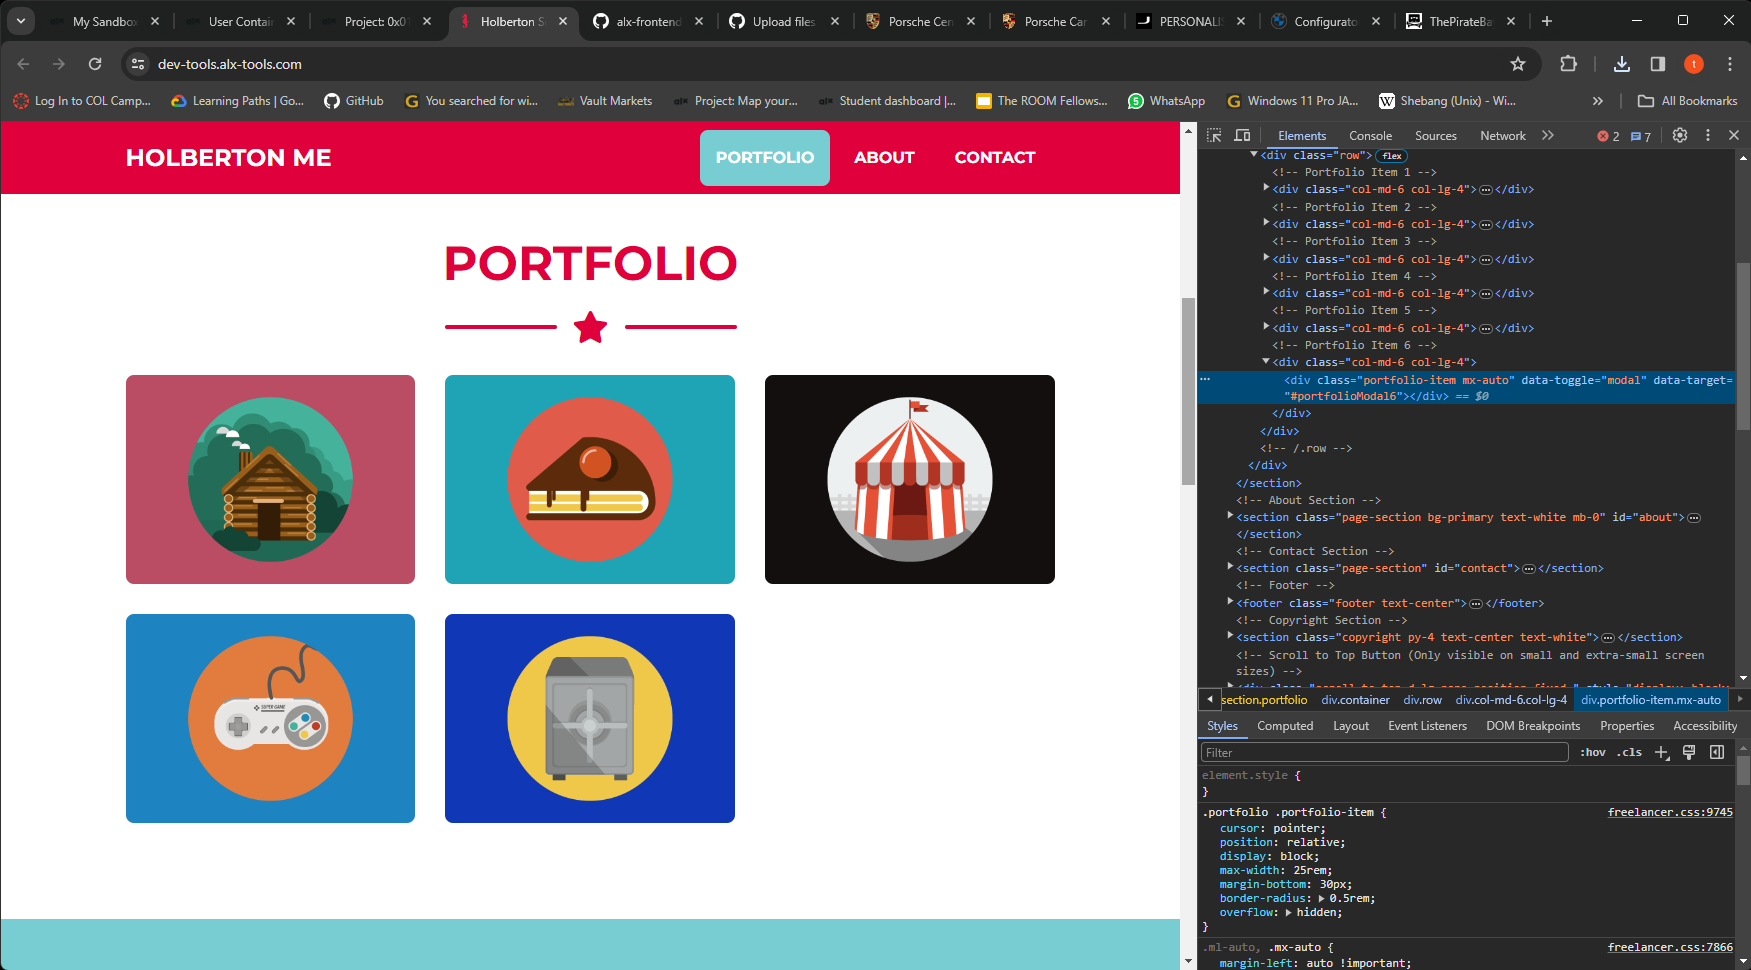 My Sandbox
User Contain
Project: 0x01
Holberton S
alx-frontend
Upload files
Porsche Cen
Porsche Car
PERSONALIS
Configurato
ThePirateBa
dev-tools.alx-tools.com
t
Log In to COL Camp...
Learning Paths | Go...
GitHub
You searched for wi...
Vault Markets
Project: Map your...
Student dashboard |...
The ROOM Fellows...
WhatsApp
Windows 11 Pro JA...
Shebang (Unix) - Wi...
All Bookmarks
HOLBERTON ME
PORTFOLIO
ABOUT
CONTACT
PORTFOLIO
SUPER GAME
Elements
Console
Sources
Network
2
7
<div class="row"> flex
<!-- Portfolio Item 1 -->
<div class="col-md-6 col-lg-4"> … </div>
<!-- Portfolio Item 2 -->
<div class="col-md-6 col-lg-4"> … </div>
<!-- Portfolio Item 3 -->
<div class="col-md-6 col-lg-4"> … </div>
<!-- Portfolio Item 4 -->
<div class="col-md-6 col-lg-4"> … </div>
<!-- Portfolio Item 5 -->
<div class="col-md-6 col-lg-4"> … </div>
<!-- Portfolio Item 6 -->
<div class="col-md-6 col-lg-4">
<div class="portfolio-item mx-auto" data-toggle="modal" data-target=
"#portfolioModal6"></div> == $0
</div>
</div>
<!-- /.row -->
</div>
</section>
<!-- About Section -->
<section class="page-section bg-primary text-white mb-0" id="about"> …
</section>
<!-- Contact Section -->
<section class="page-section" id="contact"> … </section>
<!-- Footer -->
<footer class="footer text-center"> … </footer>
<!-- Copyright Section -->
<section class="copyright py-4 text-center text-white"> … </section>
<!-- Scroll to Top Button (Only visible on small and extra-small screen
sizes) -->
section.portfolio
div.container
div.row
div.col-md-6.col-lg-4
div.portfolio-item.mx-auto
Styles
Computed
Layout
Event Listeners
DOM Breakpoints
Properties
Accessibility
Filter
:hov
.cls
element.style {
}
.portfolio .portfolio-item {
freelancer.css:9745
cursor: pointer;
position: relative;
display: block;
max-width: 25rem;
margin-bottom: 30px;
border-radius: 0.5rem;
overflow: hidden;
}
.ml-auto, .mx-auto {
freelancer.css:7866
margin-left: auto !important;